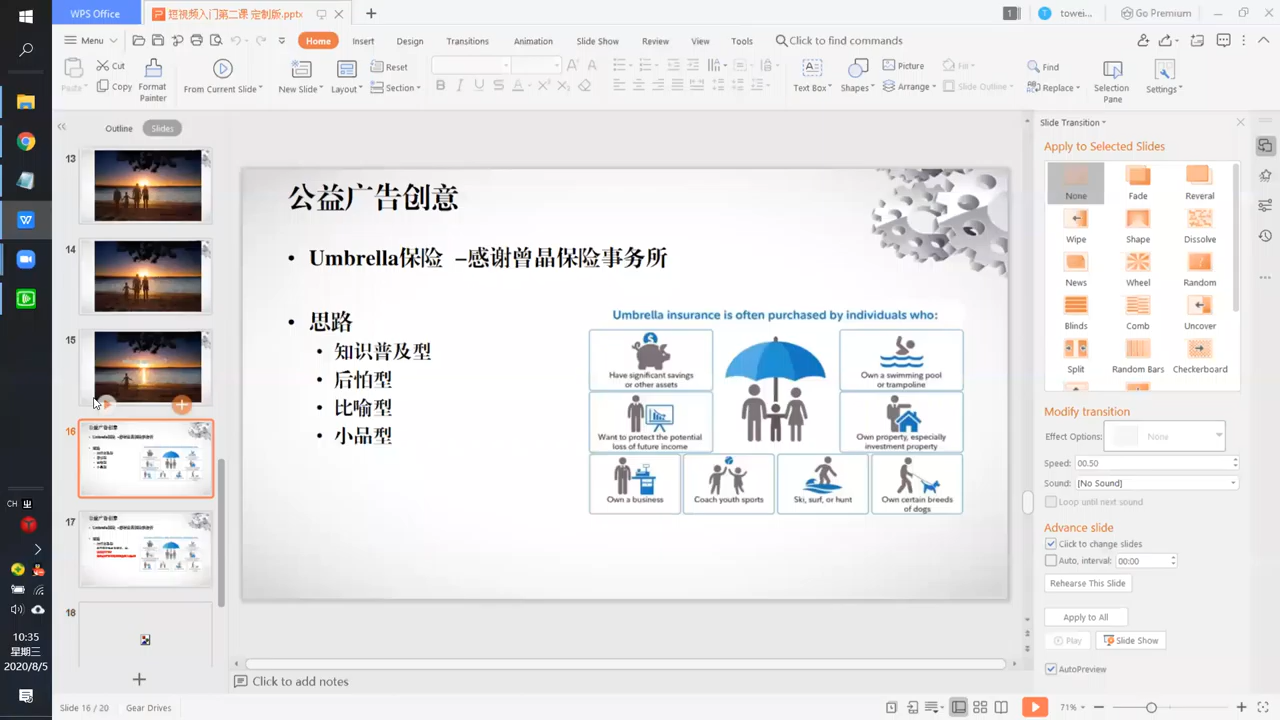 WPS Office
短视频入门第二课 定制版.pptx
1
towei...
Go Premium
Menu
Home
Insert
Design
Transitions
Animation
Slide Show
Review
View
Tools
Click to find commands
Paste
Cut
Copy
Format Painter
From Current Slide
New Slide
Layout
Reset
Section
Text Box
Shapes
Picture
Arrange
Fill
Slide Outline
Find
Replace
Selection Pane
Settings
Outline
Slides
13
14
15
16
17
18
公益广告创意
• Umbrella保险 –感谢曾晶保险事务所
• 思路
• 知识普及型
• 后怕型
• 比喻型
• 小品型
Umbrella insurance is often purchased by individuals who:
Have significant savings
or other assets
Own a swimming pool
or trampoline
Want to protect the potential
loss of future income
Own property, especially
investment property
Own a business
Coach youth sports
Ski, surf, or hunt
Own certain breeds
of dogs
Click to add notes
Slide Transition
Apply to Selected Slides
None
Fade
Reveral
Wipe
Shape
Dissolve
News
Wheel
Random
Blinds
Comb
Uncover
Split
Random Bars
Checkerboard
Modify transition
Effect Options:
None
Speed:
00.50
Sound:
[No Sound]
Loop until next sound
Advance slide
Click to change slides
Auto, interval:
00:00
Rehearse This Slide
Apply to All
Play
Slide Show
AutoPreview
CH
10:35
星期三
2020/8/5
Slide 16 / 20
Gear Drives
71%